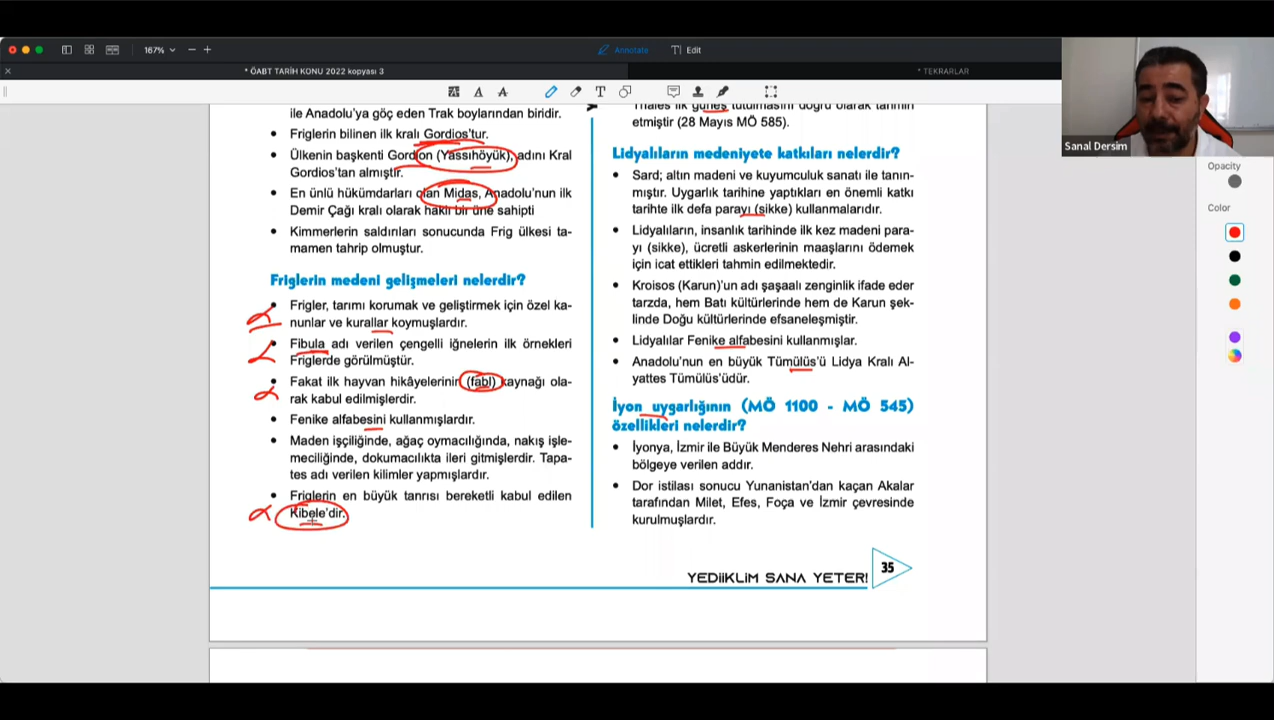 167%
Annotate
Edit
* ÖABT TARİH KONU 2022 kopyası 3
* TEKRARLAR
Sanal Dersim
Opacity
Color
ile Anadolu'ya göç eden Trak boylarından biridir.
• Friglerin bilinen ilk kralı Gordios'tur.
• Ülkenin başkenti Gordion (Yassıhöyük), adını Kral
Gordios'tan almıştır.
• En ünlü hükümdarları olan Midas, Anadolu'nun ilk
Demir Çağı kralı olarak haklı bir üne sahipti
• Kimmerlerin saldırıları sonucunda Frig ülkesi ta-
mamen tahrip olmuştur.
Friglerin medeni gelişmeleri nelerdir?
• Frigler, tarımı korumak ve geliştirmek için özel ka-
nunlar ve kurallar koymuşlardır.
• Fibula adı verilen çengelli iğnelerin ilk örnekleri
Friglerde görülmüştür.
• Fakat ilk hayvan hikâyelerinin (fabl) kaynağı ola-
rak kabul edilmişlerdir.
• Fenike alfabesini kullanmışlardır.
• Maden işçiliğinde, ağaç oymacılığında, nakış işle-
meciliğinde, dokumacılıkta ileri gitmişlerdir. Tapa-
tes adı verilen kilimler yapmışlardır.
• Friglerin en büyük tanrısı bereketli kabul edilen
Kibele'dir.
Thales ilk güneş tutulmasını doğru olarak tahmin
etmiştir (28 Mayıs MÖ 585).
Lidyalıların medeniyete katkıları nelerdir?
• Sard; altın madeni ve kuyumculuk sanatı ile tanın-
mıştır. Uygarlık tarihine yaptıkları en önemli katkı
tarihte ilk defa parayı (sikke) kullanmalarıdır.
• Lidyalıların, insanlık tarihinde ilk kez madeni para-
yı (sikke), ücretli askerlerinin maaşlarını ödemek
için icat ettikleri tahmin edilmektedir.
• Kroisos (Karun)'un adı şaşaalı zenginlik ifade eder
tarzda, hem Batı kültürlerinde hem de Karun şek-
linde Doğu kültürlerinde efsaneleşmiştir.
• Lidyalılar Fenike alfabesini kullanmışlar.
• Anadolu'nun en büyük Tümülüs'ü Lidya Kralı Al-
yattes Tümülüs'üdür.
İyon uygarlığının (MÖ 1100 - MÖ 545)
özellikleri nelerdir?
• İyonya, İzmir ile Büyük Menderes Nehri arasındaki
bölgeye verilen addır.
• Dor istilası sonucu Yunanistan'dan kaçan Akalar
tarafından Milet, Efes, Foça ve İzmir çevresinde
kurulmuşlardır.
YEDİİKLİM SANA YETER!
35